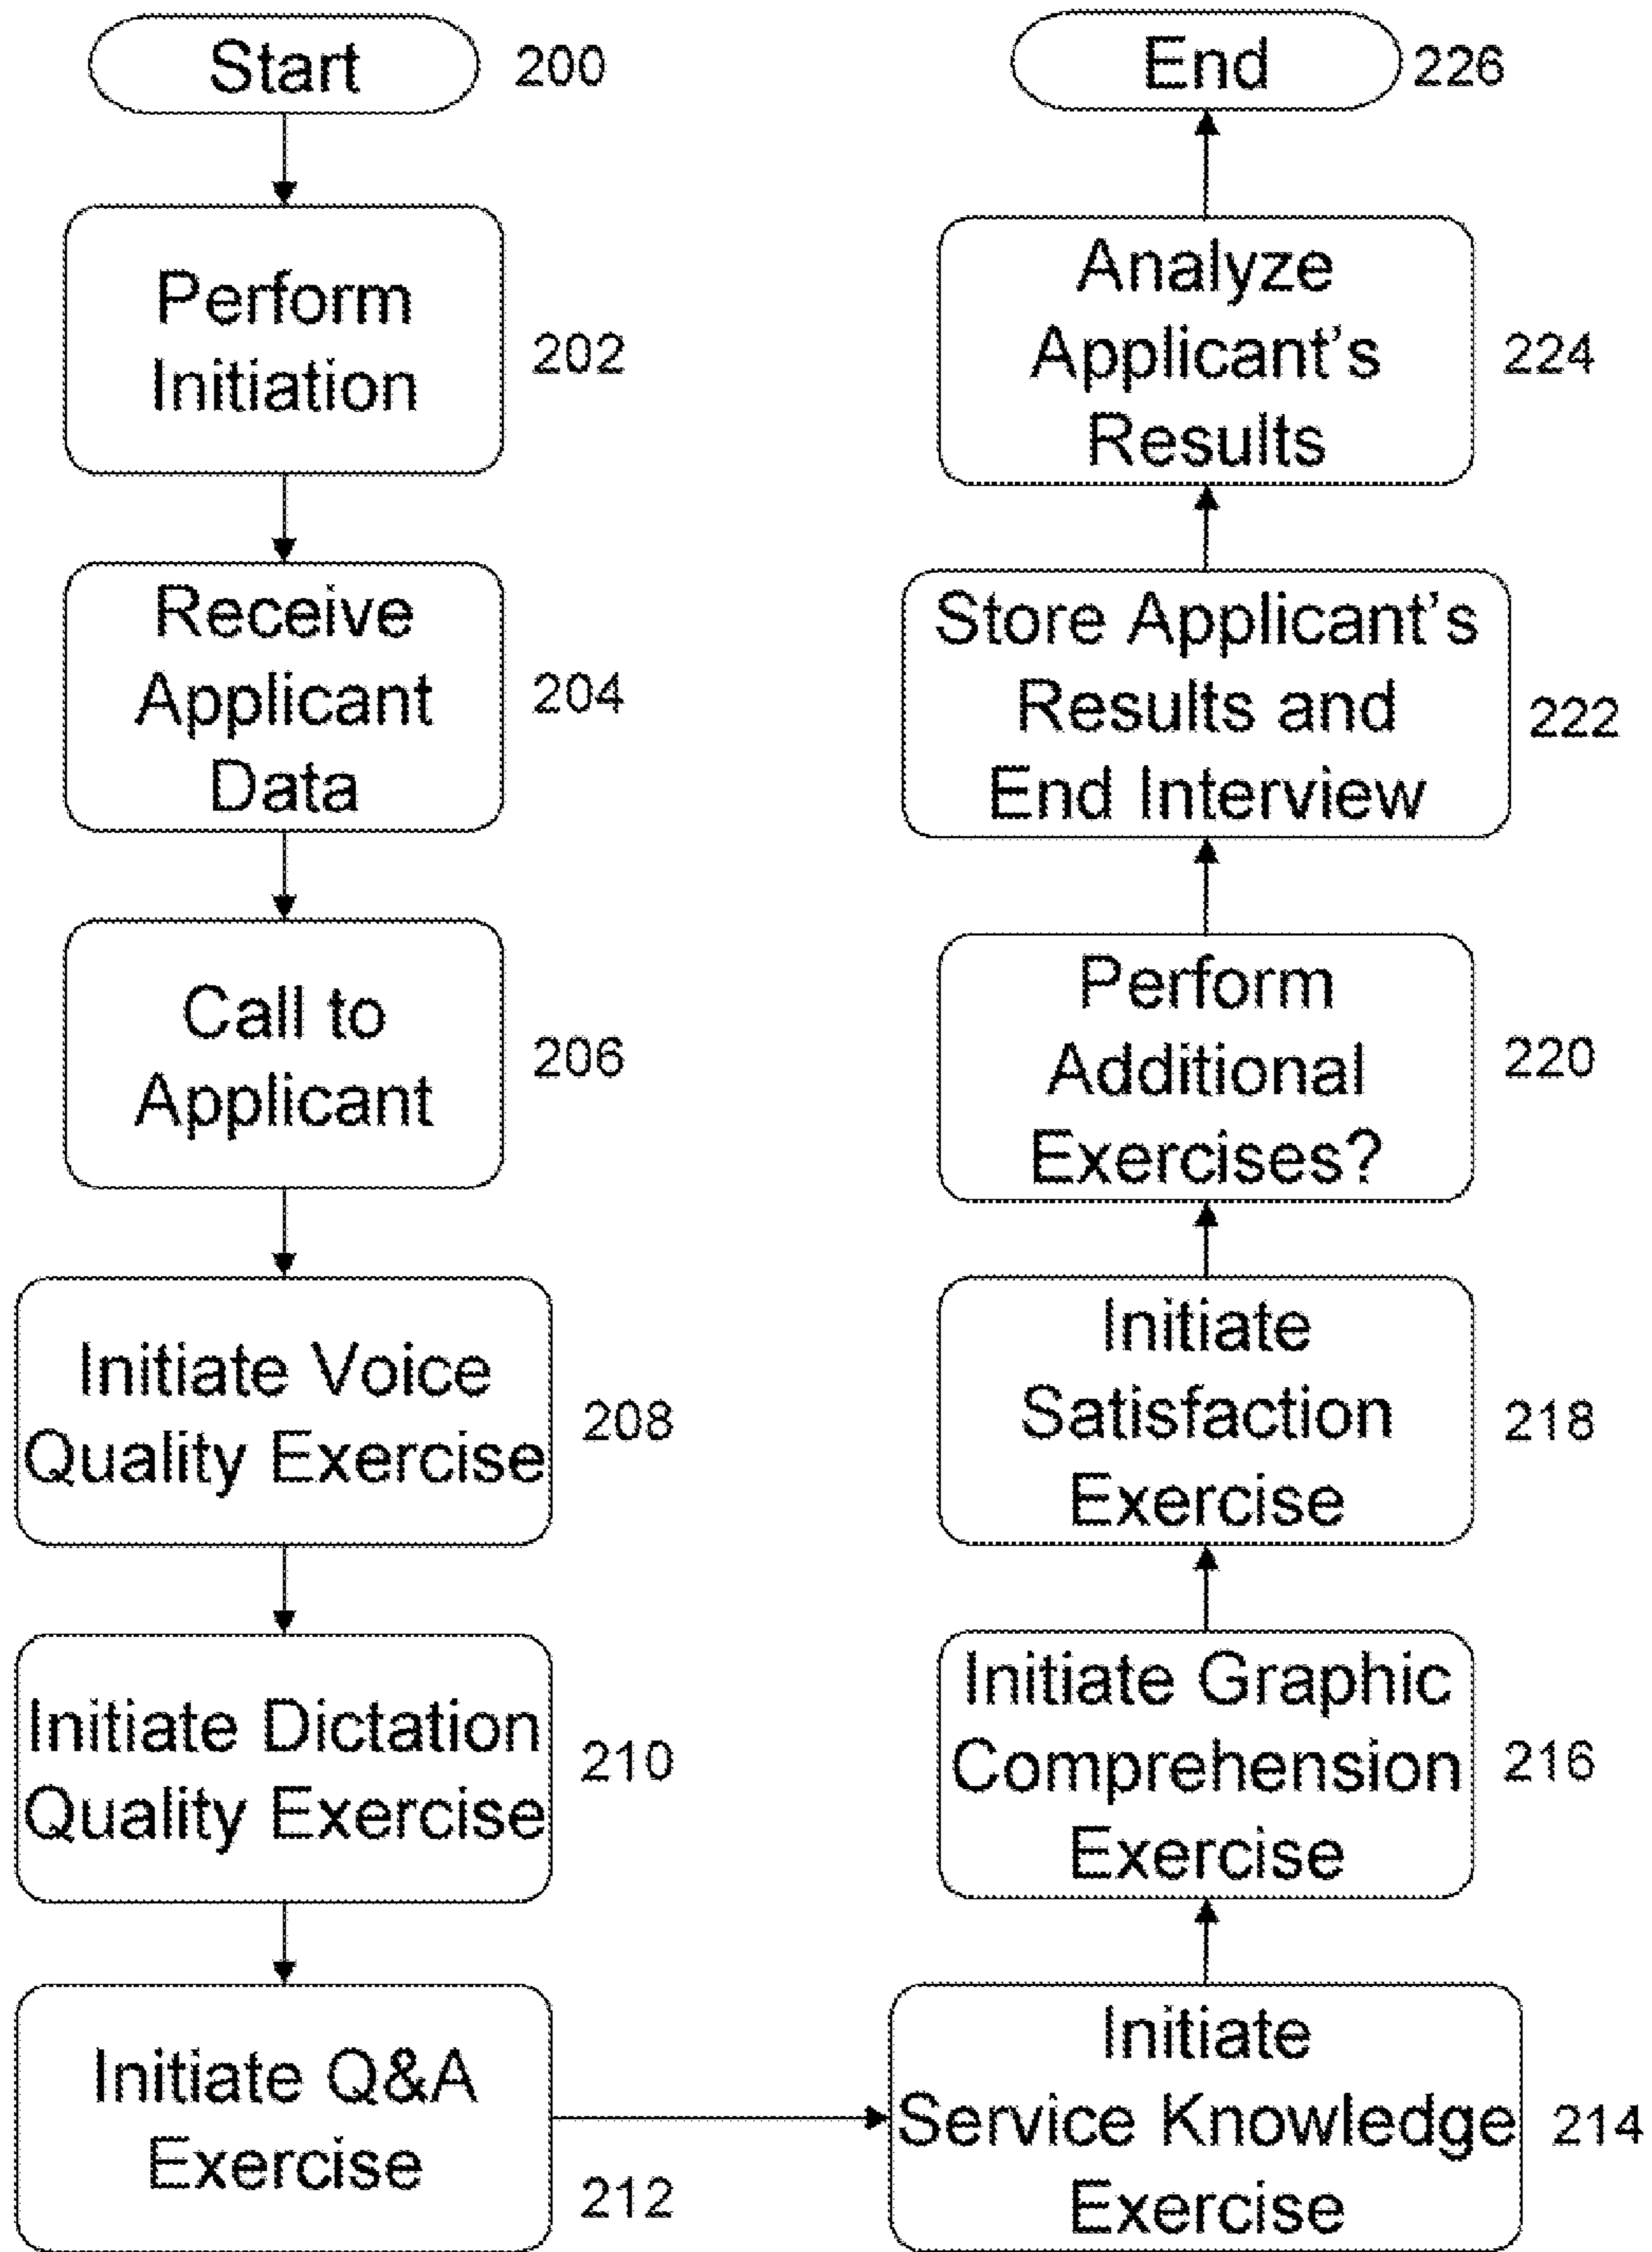 Start
200
Perform
Initiation
202
Receive
Applicant
Data
204
Call to
Applicant
206
Initiate Voice
Quality Exercise
208
Initiate Dictation
Quality Exercise
210
Initiate Q&A
Exercise
212
Initiate
Service Knowledge
Exercise
214
Initiate Graphic
Comprehension
Exercise
216
Initiate
Satisfaction
Exercise
218
Perform
Additional
Exercises?
220
Store Applicant's
Results and
End Interview
222
Analyze
Applicant's
Results
224
End
226